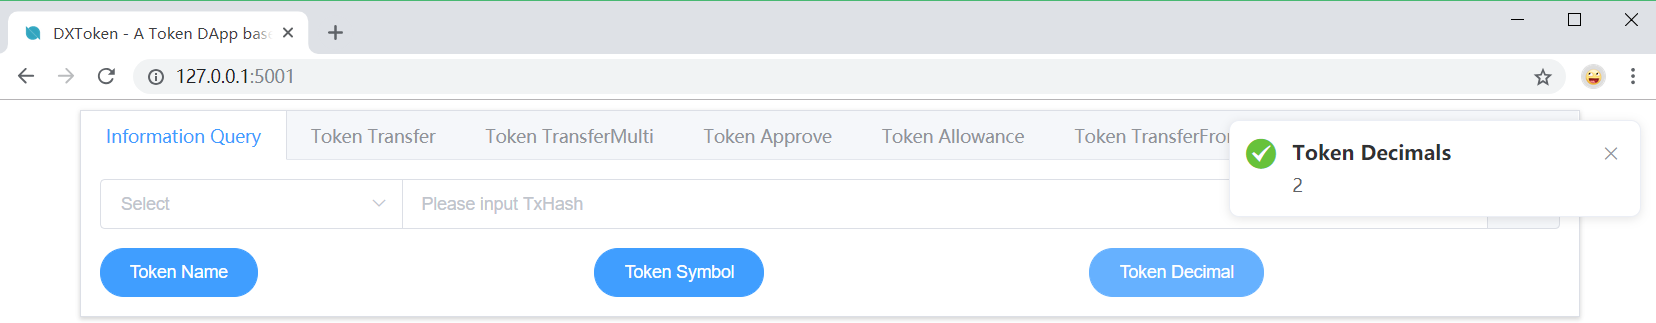 DXToken - A Token DApp base
127.0.0.1:5001
Information Query
Token Transfer
Token TransferMulti
Token Approve
Token Allowance
Token TransferFro
Token Decimals
2
Select
Please input TxHash
Token Name
Token Symbol
Token Decimal